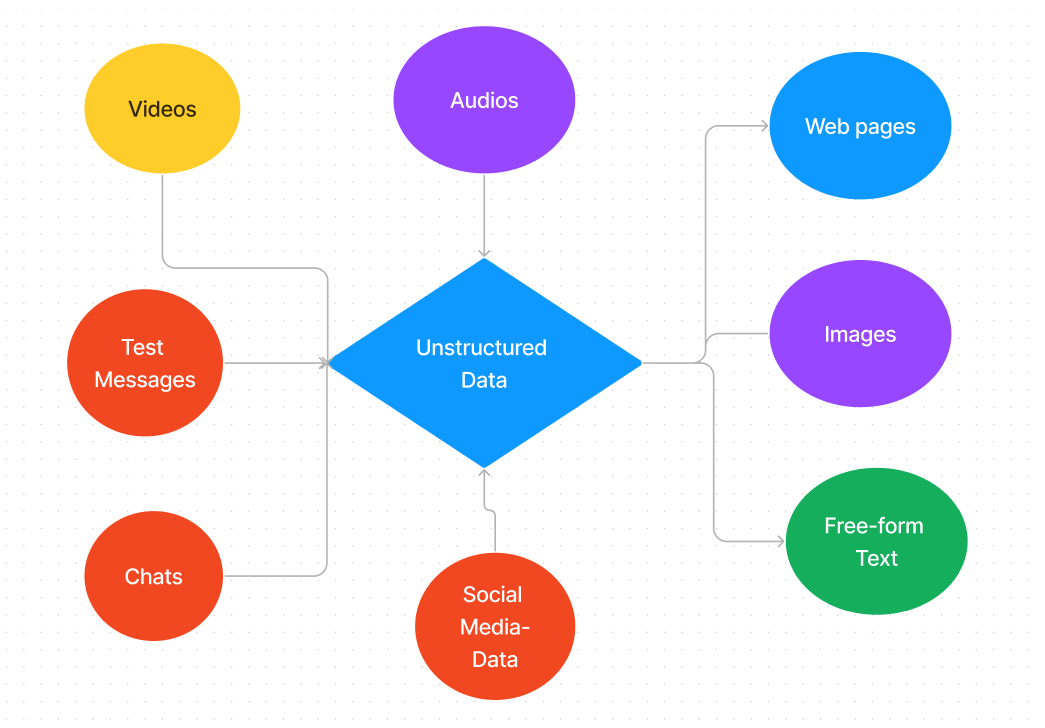 Videos
Audios
Web pages
Test
Messages
Unstructured
Data
Images
Chats
Social
Media-
Data
Free-form
Text